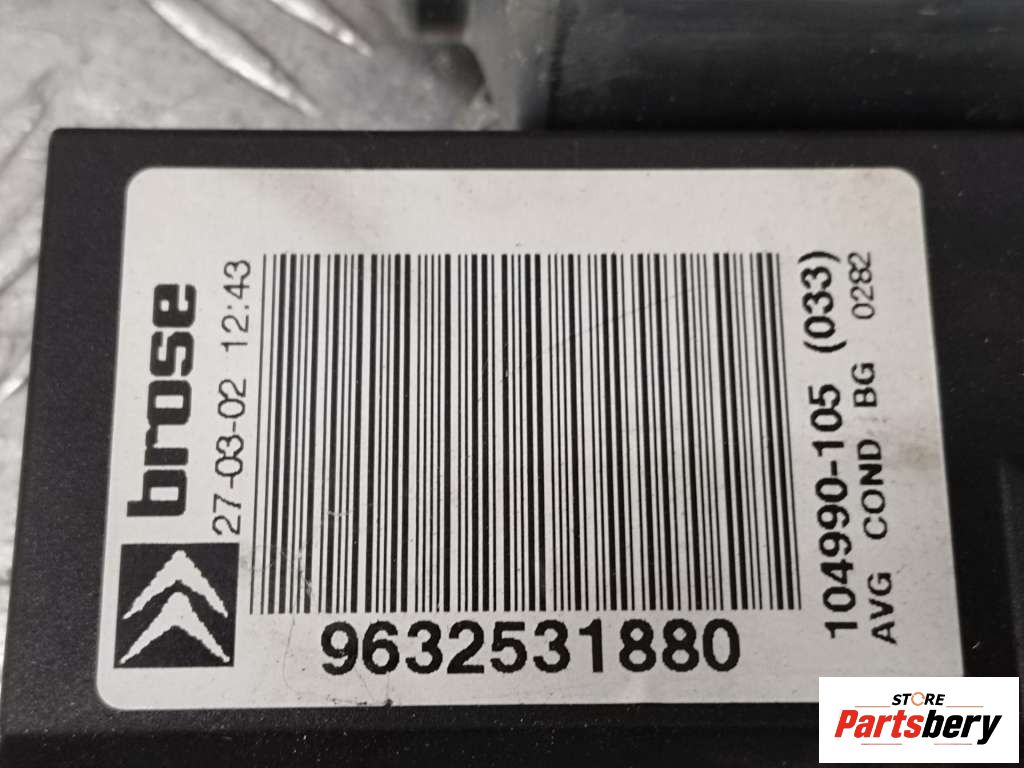 brose
27-03-02 12:43
9632531880
104990-105 (033)
AVG COND BG 0282
STORE
Partsbery